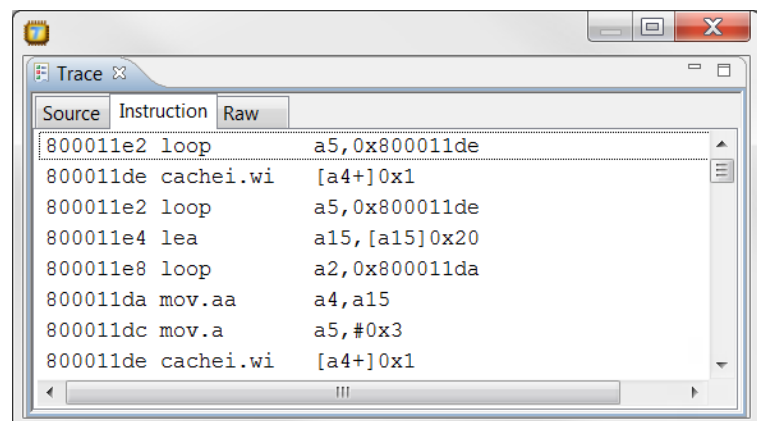 Trace
Source Instruction Raw
800011e2 loop a5,0x800011de
800011de cachei.wi [a4+]0x1
800011e2 loop a5,0x800011de
800011e4 lea a15,[a15]0x20
800011e8 loop a2,0x800011da
800011da mov.aa a4,a15
800011dc mov.a a5,#0x3
800011de cachei.wi [a4+]0x1